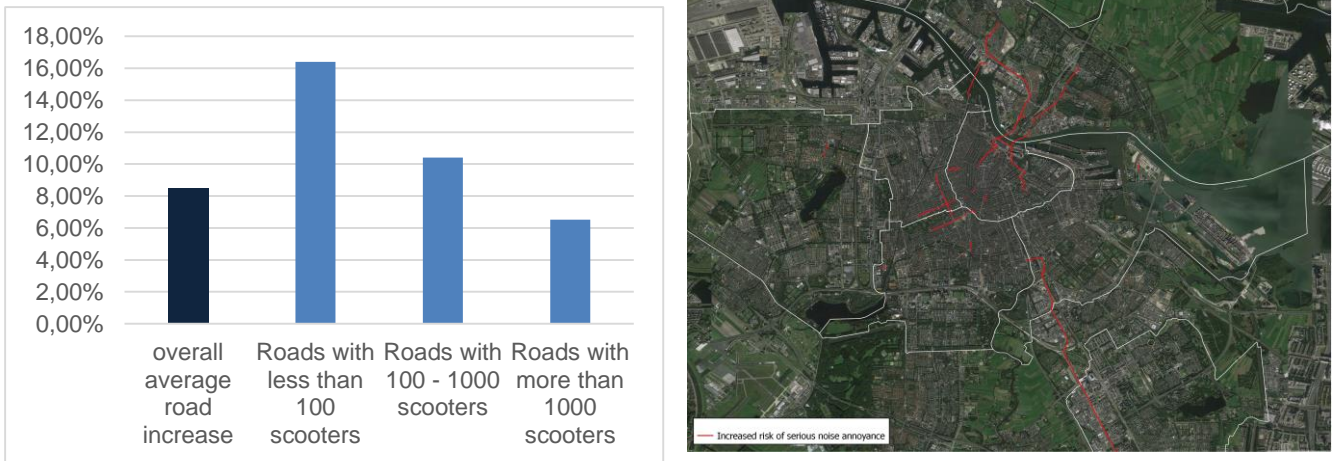 18,00%
16,00%
14,00%
12,00%
10,00%
8,00%
6,00%
4,00%
2,00%
0,00%
overall
average
road
increase
Roads with
less than
100
scooters
Roads with
100 - 1000
scooters
Roads with
more than
1000
scooters
Increased risk of serious noise annoyance